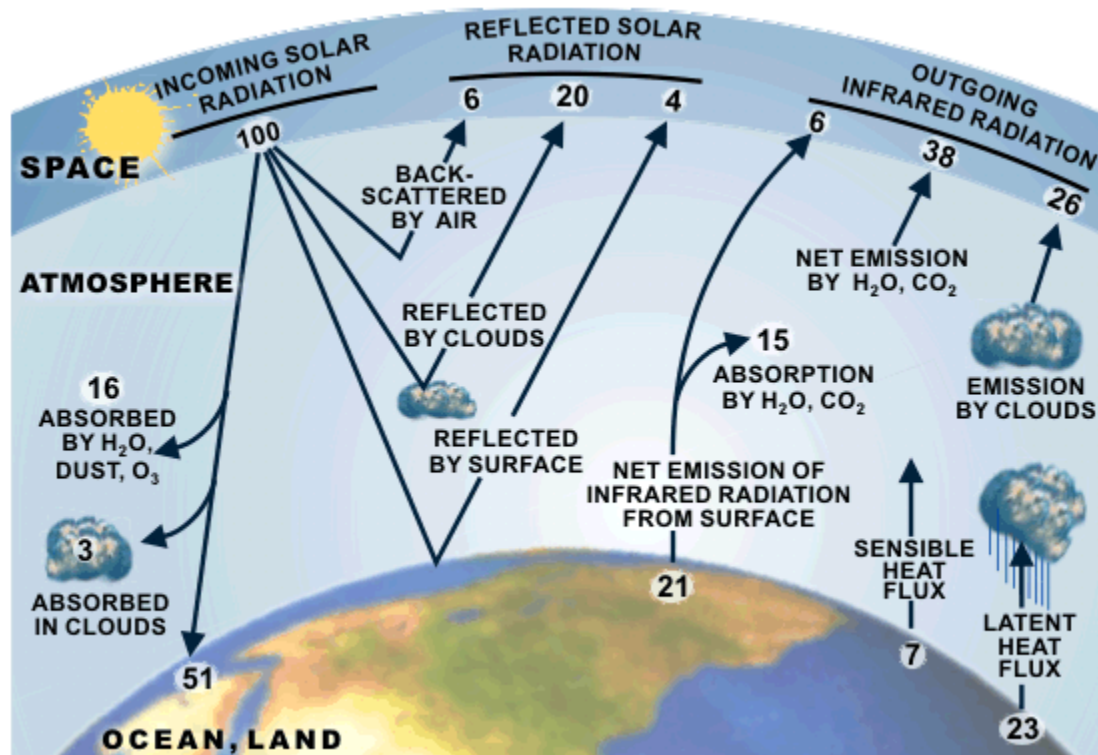 INCOMING SOLAR
RADIATION
100
REFLECTED SOLAR
RADIATION
6
20
4
OUTGOING
INFRARED RADIATION
6
38
26
SPACE
BACK-
SCATTERED
BY AIR
ATMOSPHERE
NET EMISSION
BY H₂O, CO₂
REFLECTED
BY CLOUDS
15
ABSORPTION
BY H₂O, CO₂
EMISSION
BY CLOUDS
16
ABSORBED
BY H₂O,
DUST, O₃
REFLECTED
BY SURFACE
NET EMISSION OF
INFRARED RADIATION
FROM SURFACE
3
ABSORBED
IN CLOUDS
SENSIBLE
HEAT
FLUX
LATENT
HEAT
FLUX
21
7
51
23
OCEAN, LAND